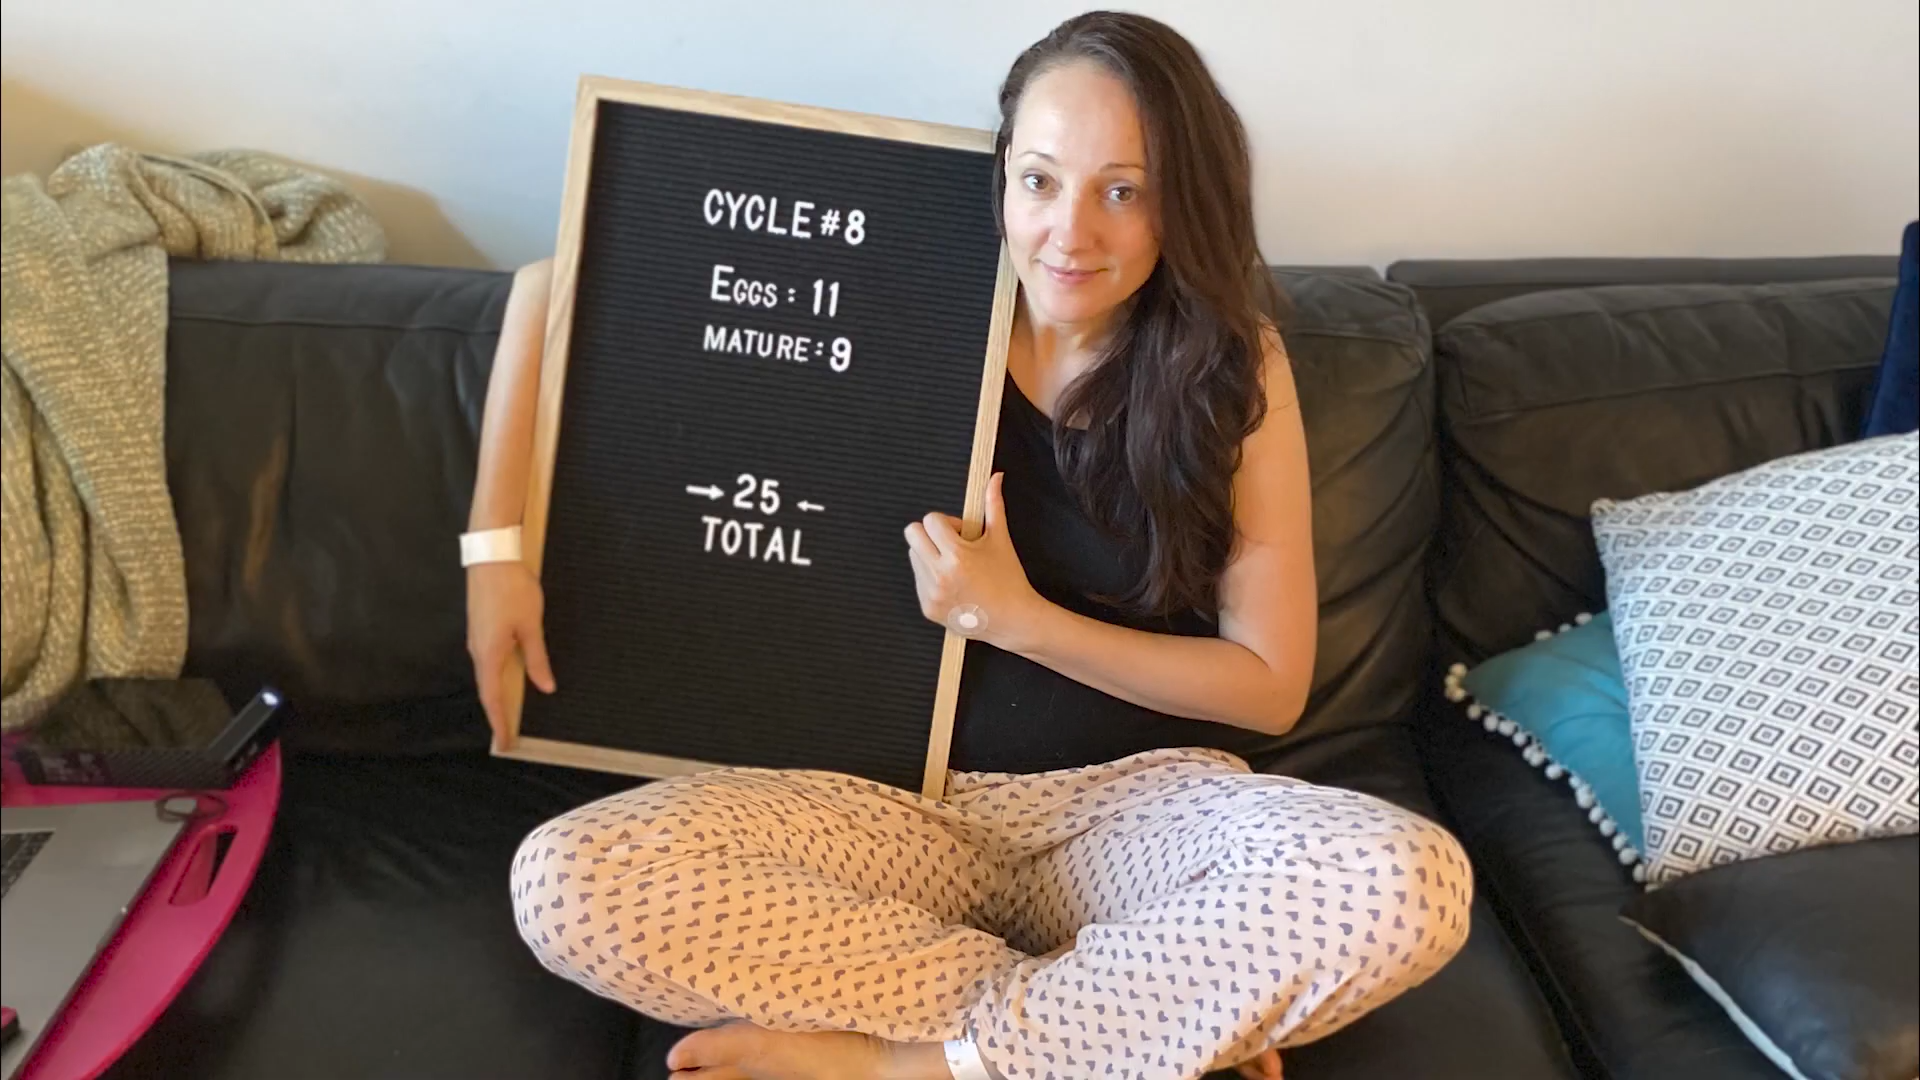 CYCLE #8
EGGS: 11
MATURE: 9
→ 25 ←
TOTAL